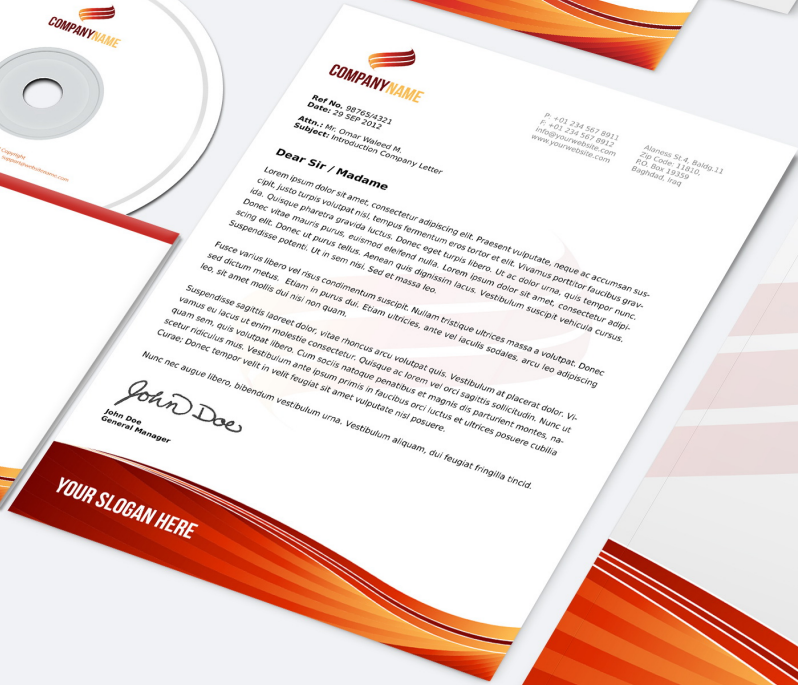 COMPANYNAME
Copyright
COMPANYNAME
Ref No. 98765/4321
Date: 29 SEP 2012
Attn.: Mr. Omar Waleed M.
Subject: Introduction Company Letter
P: +01 234 567 8911
F: +01 234 567 8912
info@yourwebsite.com
www.yourwebsite.com
Alaness St.4, Baldg.11
Zip Code: 11810,
P.O. Box 19359
Baghdad, Iraq
Dear Sir / Madame
Lorem ipsum dolor sit amet, consectetur adipiscing elit. Praesent vulputate, neque ac accumsan sus-
cipit, justo turpis volutpat nisl, tempus fermentum eros tortor et elit. Vivamus porttitor faucibus grav-
ida. Quisque pharetra gravida luctus. Donec eget turpis libero. Ut ac dolor urna, quis tempor nunc.
Donec vitae mauris purus, euismod eleifend nulla. Lorem ipsum dolor sit amet, consectetur adipi-
scing elit. Donec ut purus tellus. Aenean quis dignissim lacus. Vestibulum suscipit vehicula cursus.
Suspendisse potenti. Ut in sem nisi. Sed et massa leo.
Fusce varius libero vel risus condimentum suscipit. Nullam tristique ultrices massa a volutpat. Donec
sed dictum metus. Etiam in purus dui. Etiam ultricies, ante vel iaculis sodales, arcu leo adipiscing
leo, sit amet mollis dui nisi non quam.
Suspendisse sagittis laoreet dolor, vitae rhoncus arcu volutpat quis. Vestibulum at placerat dolor. Vi-
vamus eu lacus ut enim molestie consectetur. Quisque ac lorem vel orci sagittis sollicitudin. Nunc ut
quam sem, quis volutpat libero. Cum sociis natoque penatibus et magnis dis parturient montes, na-
scetur ridiculus mus. Vestibulum ante ipsum primis in faucibus orci luctus et ultrices posuere cubilia
Curae; Donec tempor velit in velit feugiat sit amet vulputate nisl posuere.
Nunc nec augue libero, bibendum vestibulum urna. Vestibulum aliquam, dui feugiat fringilla tincid.
John Doe
John Doe
General Manager
YOUR SLOGAN HERE